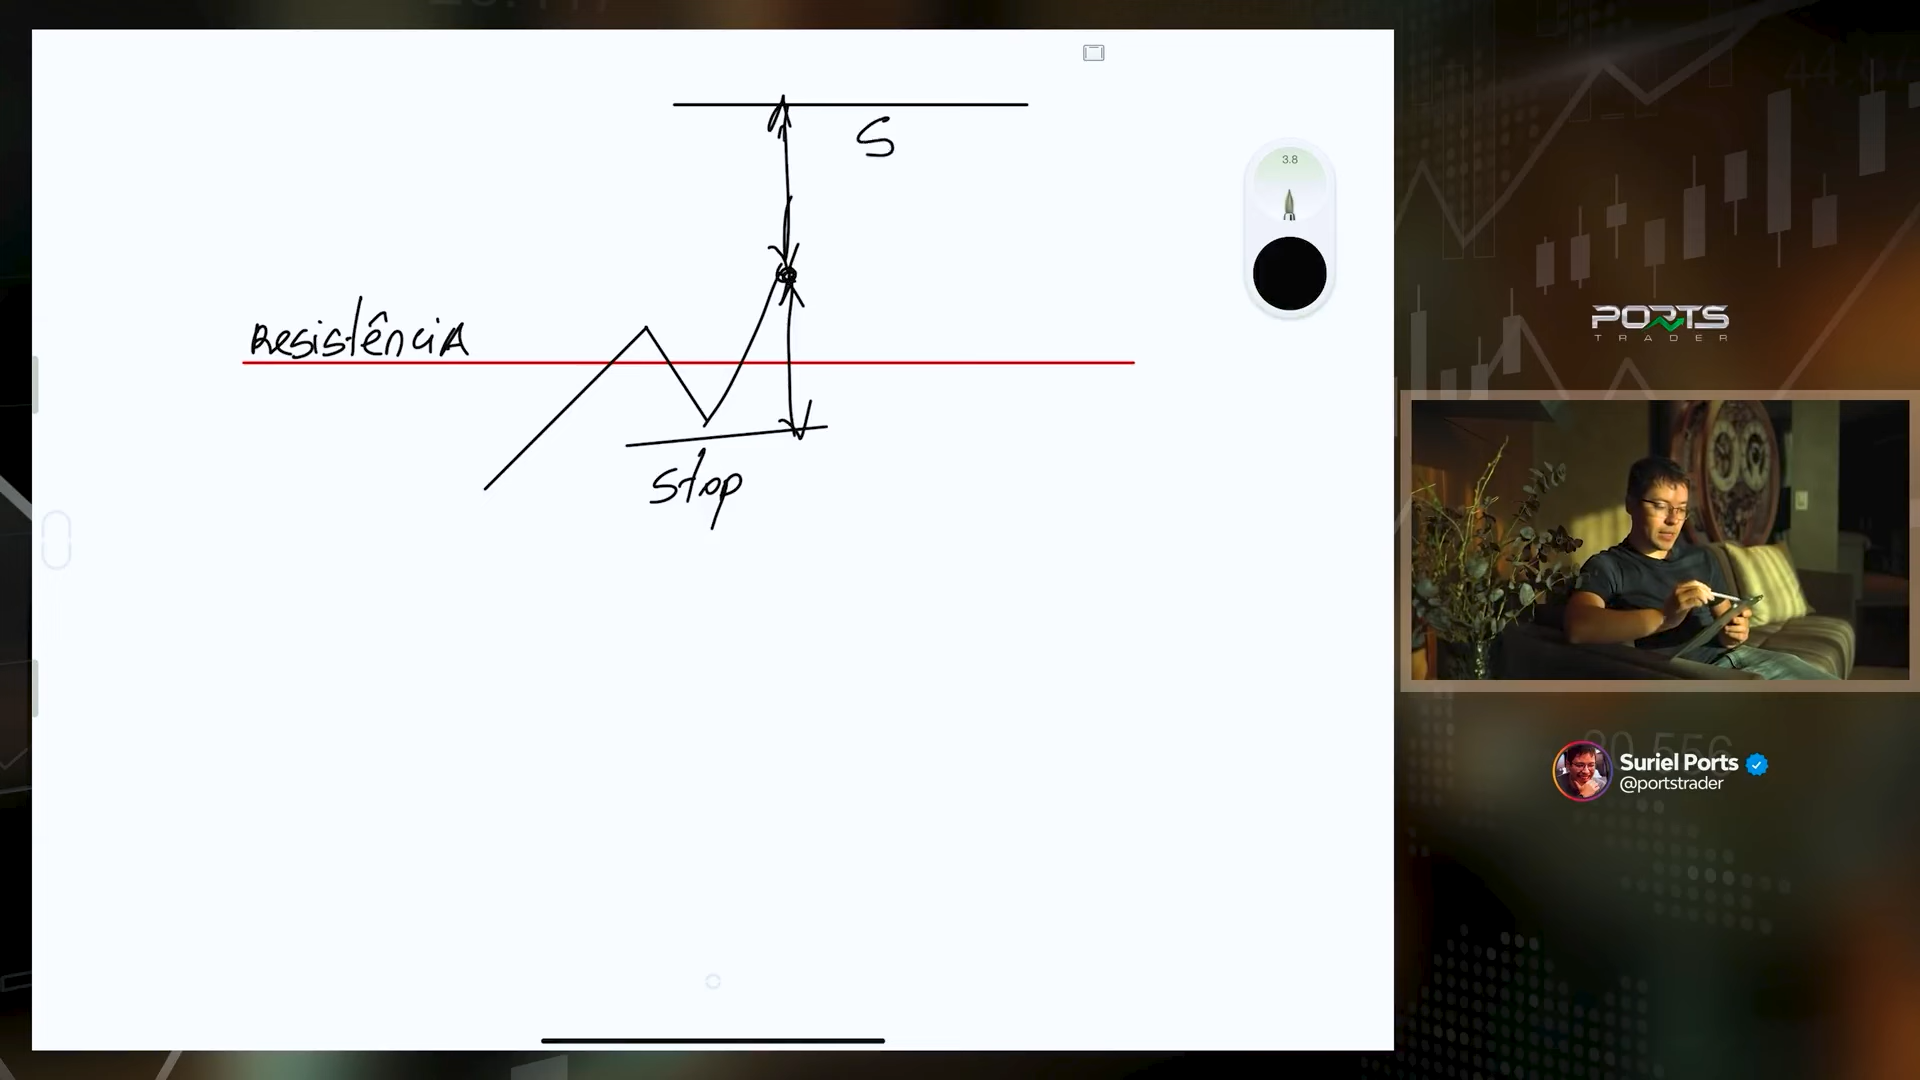 S
3.8
Resistência
Stop
PORTS
TRADER
Suriel Ports
@portstrader